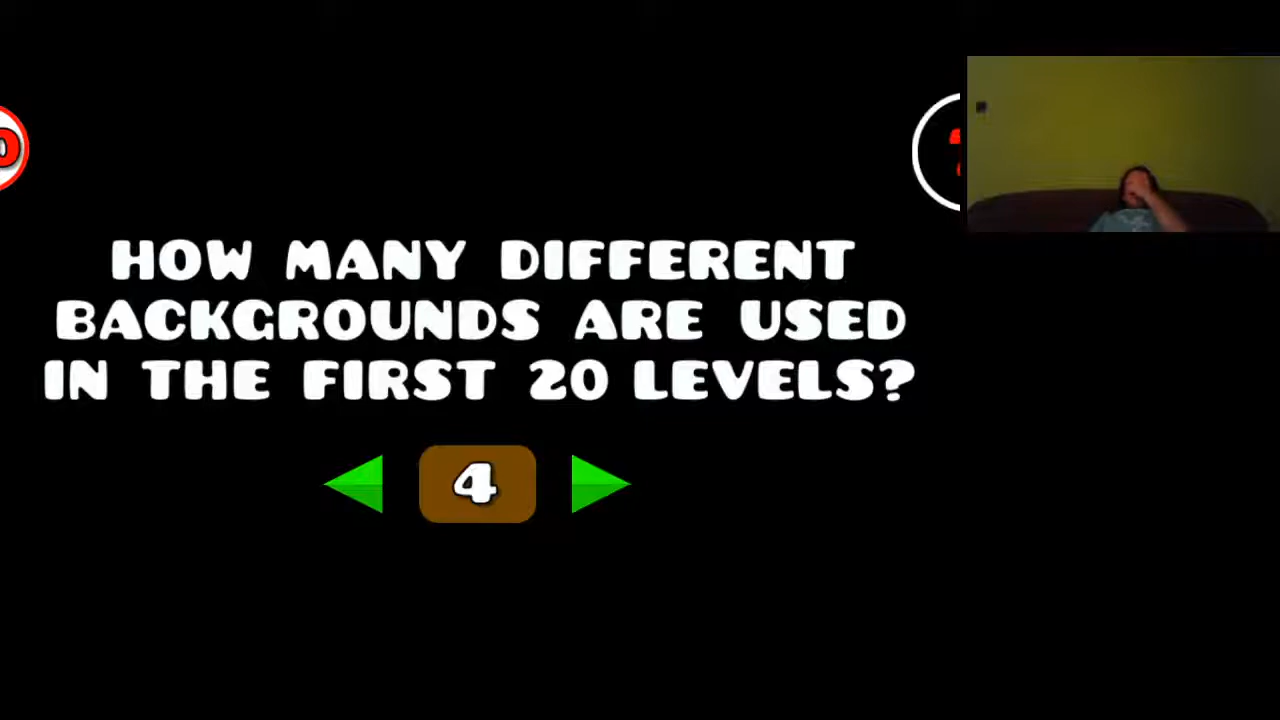 HOW MANY DIFFERENT
BACKGROUNDS ARE USED
IN THE FIRST 20 LEVELS?
4